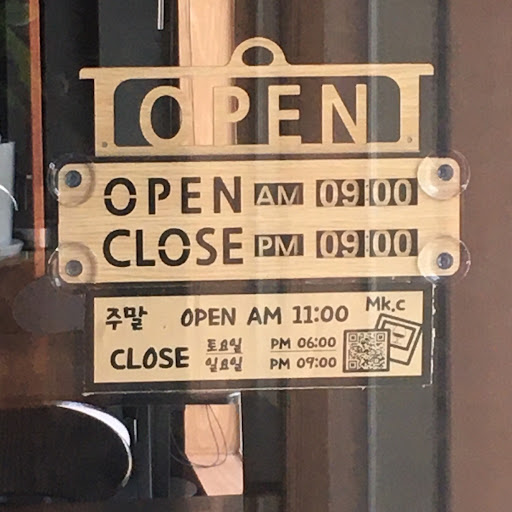 OPEN
OPEN AM 09:00
CLOSE PM 09:00
Mk.c
주말 OPEN AM 11:00
CLOSE 토요일 PM 06:00
일요일 PM 09:00